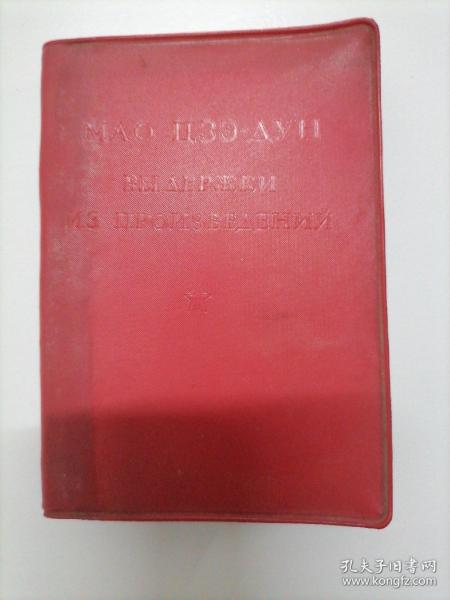 МАО ЦЗЭ-ДУН
ВЫДЕРЖКИ
ИЗ ПРОИЗВЕДЕНИЙ
孔夫子旧书网
www.kongfz.com